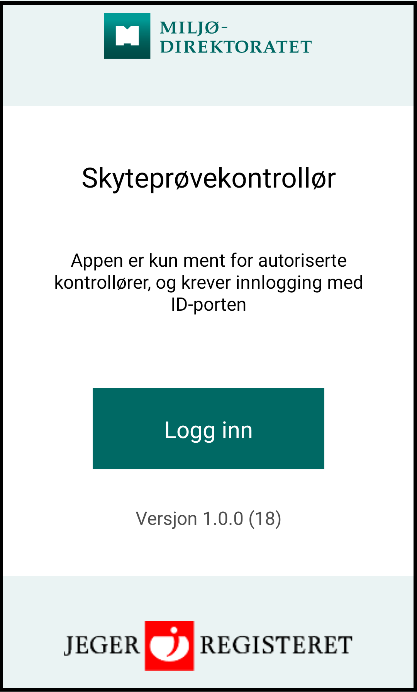 MILJØ-
DIREKTORATET
Skyteprøvekontrollør
Appen er kun ment for autoriserte
kontrollører, og krever innlogging med
ID-porten
Logg inn
Versjon 1.0.0 (18)
JEGER REGISTERET